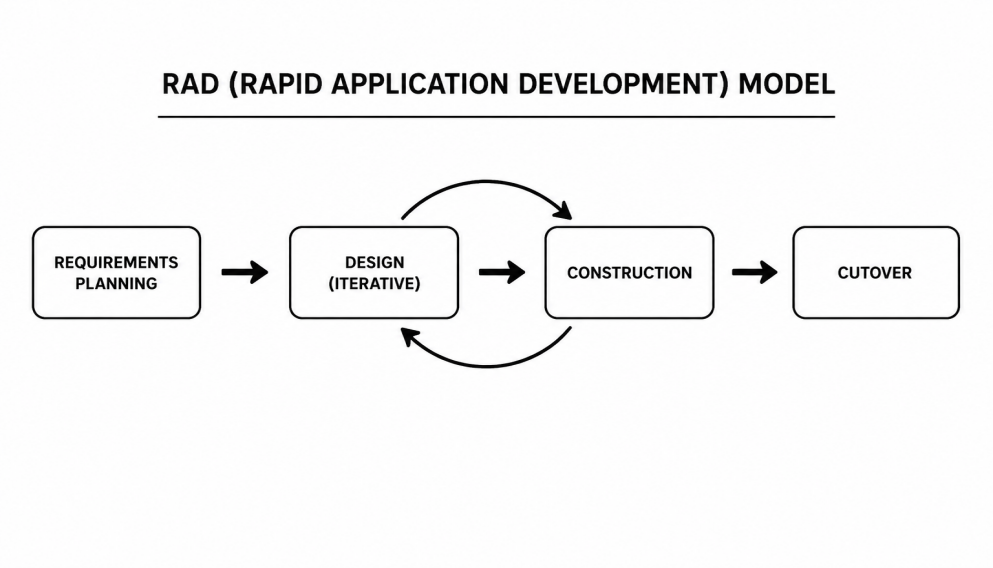 RAD (RAPID APPLICATION DEVELOPMENT) MODEL
REQUIREMENTS
PLANNING
DESIGN
(ITERATIVE)
CONSTRUCTION
CUTOVER